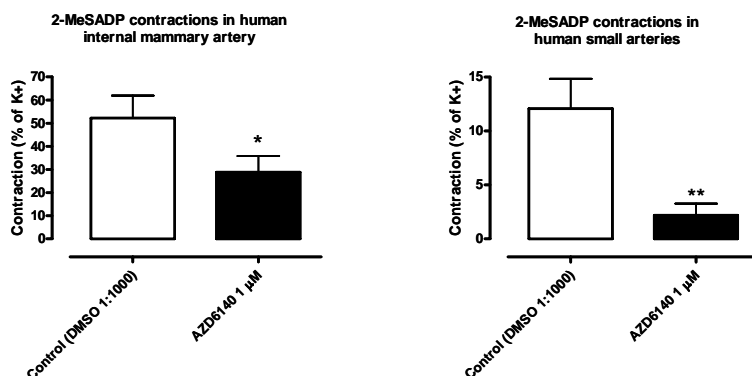 2-MeSADP contractions in human
internal mammary artery
Contraction (% of K+)
70
60
50
40
30
20
10
0
*
Control (DMSO 1:1000)
AZD6140 1 µM
2-MeSADP contractions in
human small arteries
Contraction (% of K+)
15
10
5
0
**
Control (DMSO 1:1000)
AZD6140 1 µM